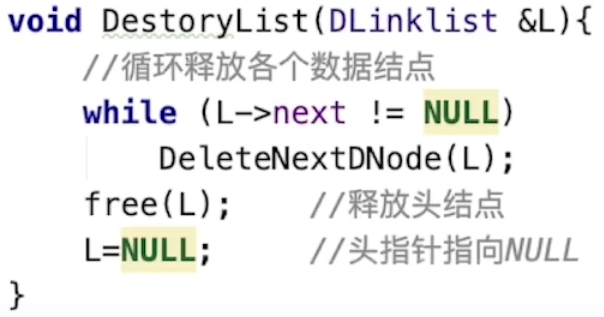 void DestoryList(DLinklist &L){
//循环释放各个数据结点
while (L->next != NULL)
DeleteNextDNode(L);
free(L); //释放头结点
L=NULL; //头指针指向NULL
}